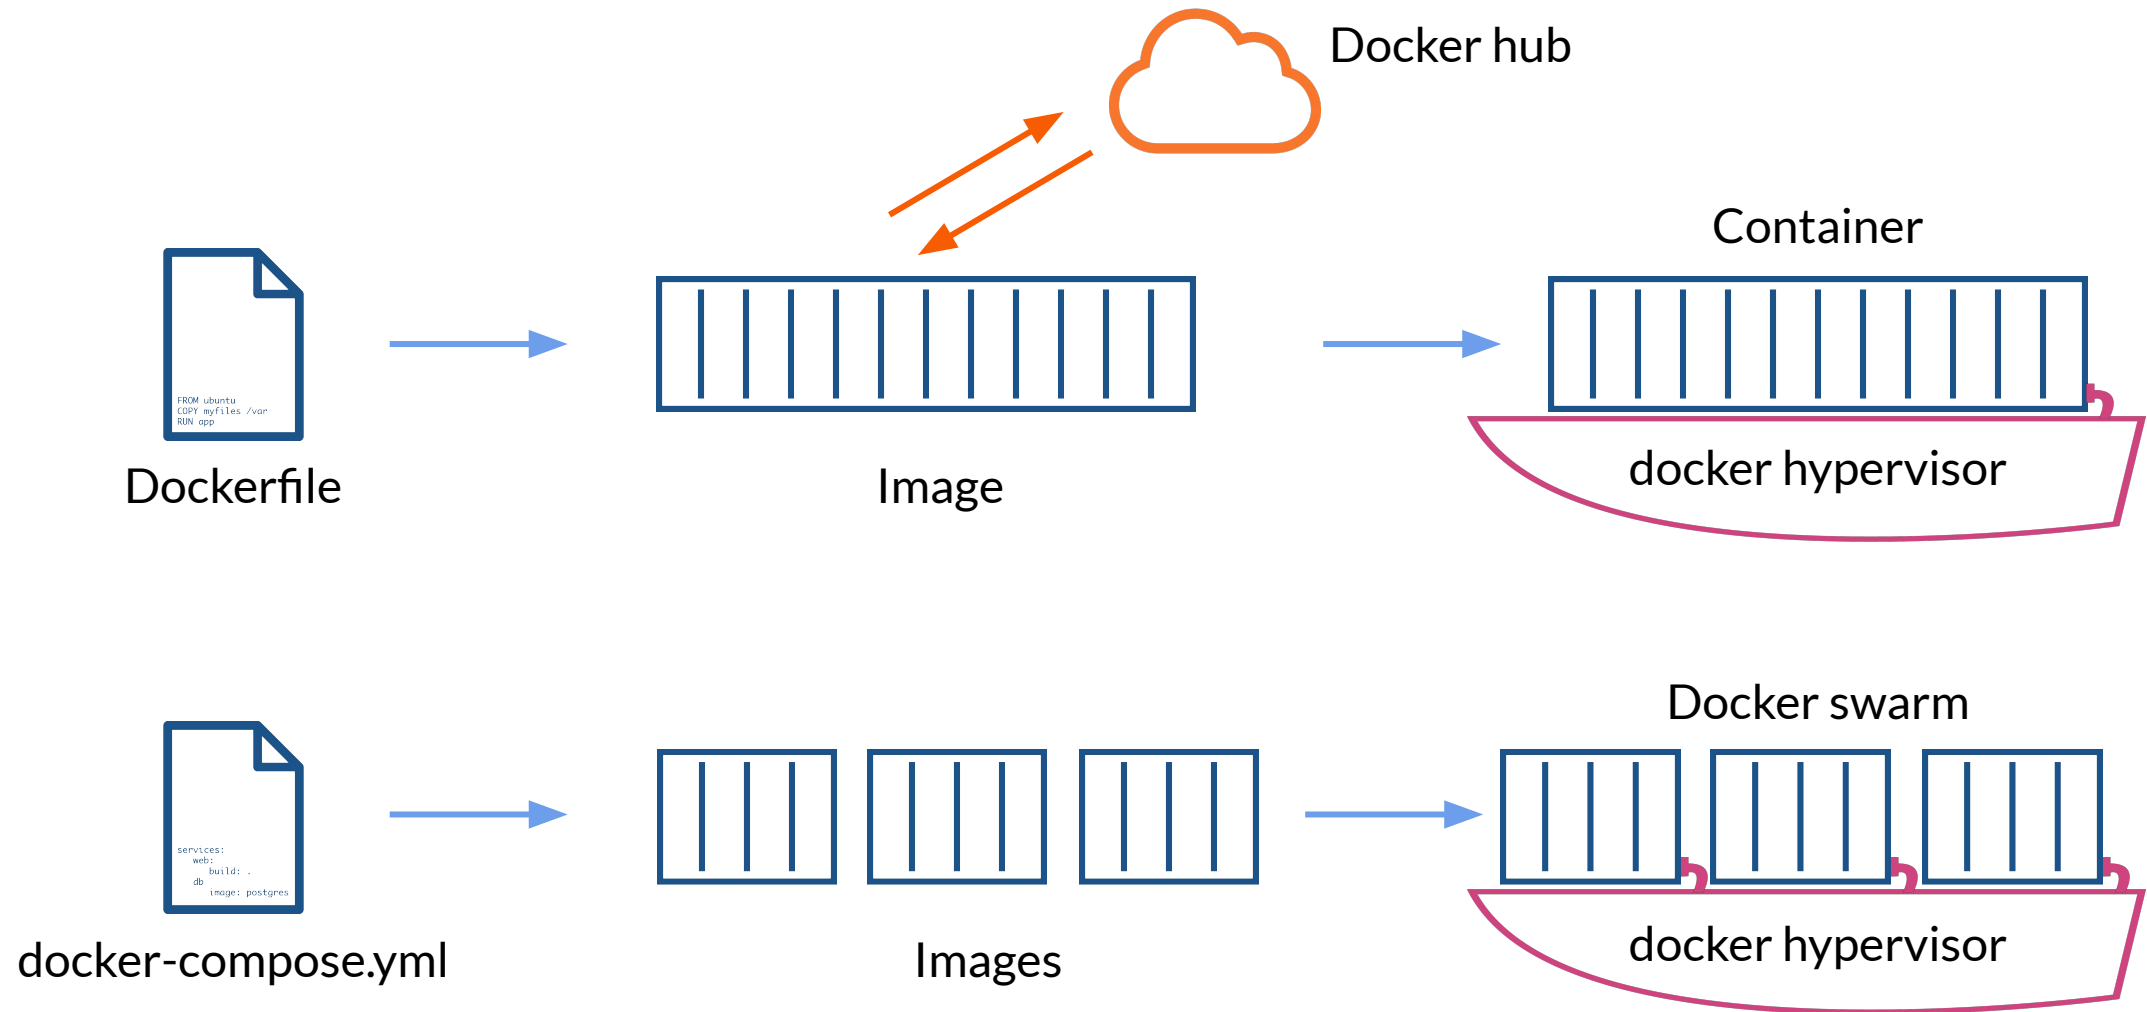 Docker hub
Container
FROM ubuntu
COPY myfiles /var
RUN app
docker hypervisor
Dockerfile
Image
Docker swarm
services:
web:
build: .
db
image: postgres
docker hypervisor
docker-compose.yml
Images